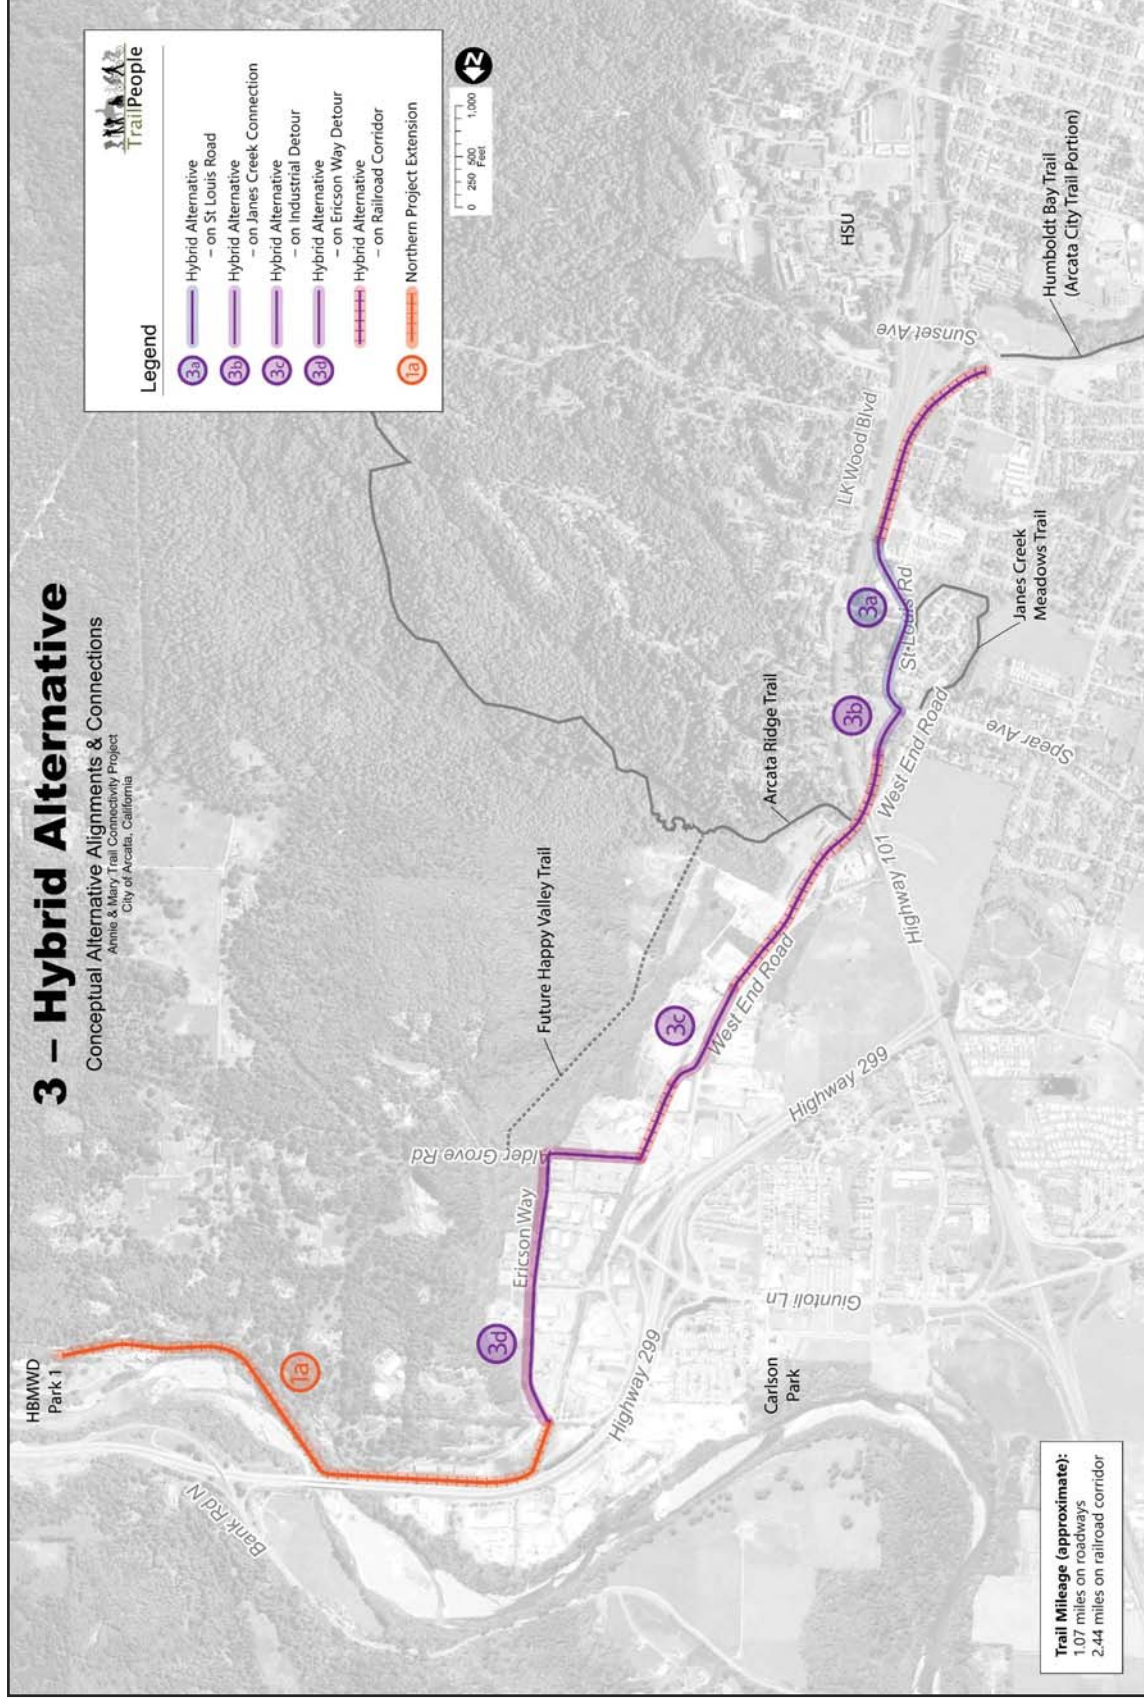 3 – Hybrid Alternative
Conceptual Alternative Alignments & Connections
Annie & Mary Trail Connectivity Project
City of Arcata, California
TrailPeople
Legend
3a Hybrid Alternative
– on St Louis Road
3b Hybrid Alternative
– on Janes Creek Connection
3c Hybrid Alternative
– on Industrial Detour
3d Hybrid Alternative
– on Ericson Way Detour
Hybrid Alternative
– on Railroad Corridor
1a Northern Project Extension
0 250 500 1,000
Feet
N
HBMWD
Park 1
1a
Bank Rd N
3d
Ericson Way
Alder Grove Rd
Future Happy Valley Trail
Highway 299
Giuntoli Ln
Carlson
Park
3c
West End Road
Highway 299
Arcata Ridge Trail
Highway 101
West End Road
3b
3a
St Louis Rd
Spear Ave
Janes Creek
Meadows Trail
LK Wood Blvd
Sunset Ave
HSU
Humboldt Bay Trail
(Arcata City Trail Portion)
Trail Mileage (approximate):
1.07 miles on roadways
2.44 miles on railroad corridor